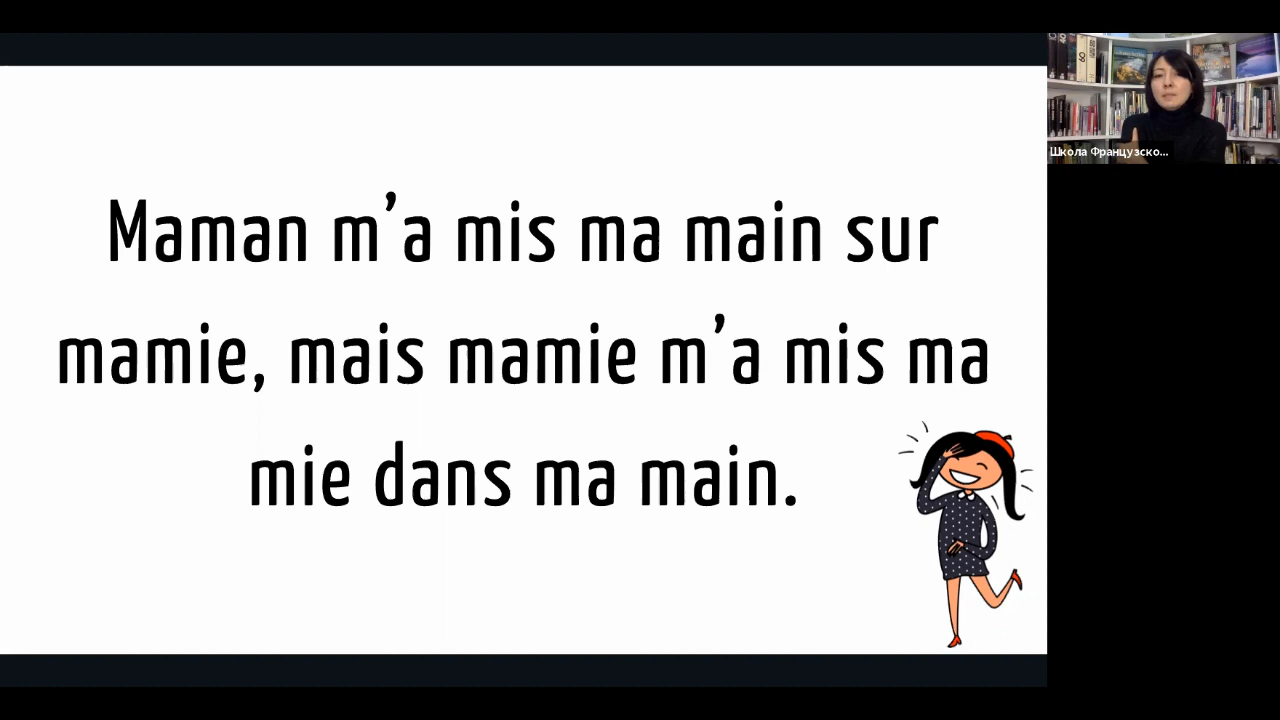 Maman m’a mis ma main sur
mamie, mais mamie m’a mis ma
mie dans ma main.
Школа Французско...